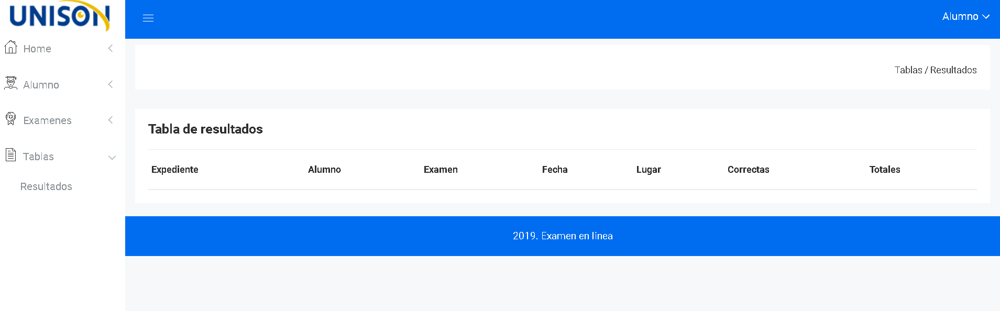 UNISON
Alumno
Home
Alumno
Examenes
Tablas
Resultados
Tablas / Resultados
Tabla de resultados
Expediente Alumno Examen Fecha Lugar Correctas Totales
2019. Examen en línea